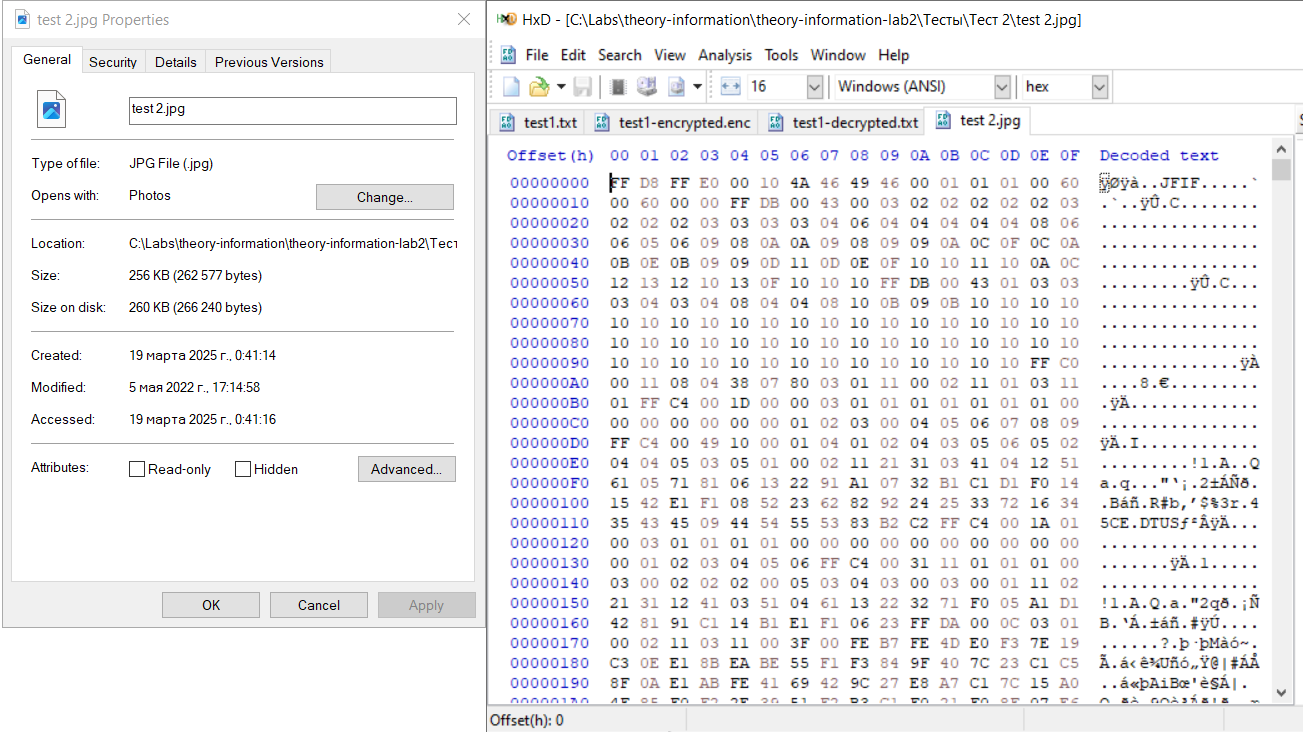 test 2.jpg Properties
General
Security
Details
Previous Versions
test 2.jpg
Type of file: JPG File (.jpg)
Opens with: Photos
Change...
Location: C:\Labs\theory-information\theory-information-lab2\Тест
Size: 256 KB (262 577 bytes)
Size on disk: 260 KB (266 240 bytes)
Created: 19 марта 2025 г., 0:41:14
Modified: 5 мая 2022 г., 17:14:58
Accessed: 19 марта 2025 г., 0:41:16
Attributes: Read-only Hidden
Advanced...
OK Cancel Apply
HxD - [C:\Labs\theory-information\theory-information-lab2\Тесты\Тест 2\test 2.jpg]
File Edit Search View Analysis Tools Window Help
16 Windows (ANSI) hex
test1.txt test1-encrypted.enc test1-decrypted.txt test 2.jpg
Offset(h) 00 01 02 03 04 05 06 07 08 09 0A 0B 0C 0D 0E 0F Decoded text
00000000 FF D8 FF E0 00 10 4A 46 49 46 00 01 01 01 00 60 ÿØÿà..JFIF.....`
00000010 00 60 00 00 FF DB 00 43 00 03 02 02 02 02 02 03 .`..ÿÛ.C........
00000020 02 02 02 03 03 03 03 04 06 04 04 04 04 04 08 06 ................
00000030 06 05 06 09 08 0A 0A 09 08 09 09 0A 0C 0F 0C 0A ................
00000040 0B 0E 0B 09 09 0D 11 0D 0E 0F 10 10 11 10 0A 0C ................
00000050 12 13 12 10 13 0F 10 10 10 FF DB 00 43 01 03 03 .........ÿÛ.C...
00000060 03 04 03 04 08 04 04 08 10 0B 09 0B 10 10 10 10 ................
00000070 10 10 10 10 10 10 10 10 10 10 10 10 10 10 10 10 ................
00000080 10 10 10 10 10 10 10 10 10 10 10 10 10 10 10 10 ................
00000090 10 10 10 10 10 10 10 10 10 10 10 10 10 10 FF C0 ..............ÿÀ
000000A0 00 11 08 04 38 07 80 03 01 11 00 02 11 01 03 11 ....8.€.........
000000B0 01 FF C4 00 1D 00 00 03 01 01 01 01 01 01 01 00 .ÿÄ.............
000000C0 00 00 00 00 00 00 01 02 03 00 04 05 06 07 08 09 ................
000000D0 FF C4 00 49 10 00 01 04 01 02 04 03 05 06 05 02 ÿÄ.I............
000000E0 04 04 05 03 05 01 00 02 11 21 31 03 41 04 12 51 .........!1.A..Q
000000F0 61 05 71 81 06 13 22 91 A1 07 32 B1 C1 D1 F0 14 a.q..."‘¡.2±ÁÑð.
00000100 15 42 E1 F1 08 52 23 62 82 92 24 25 33 72 16 34 .Báñ.R#b‚’$%3r.4
00000110 35 43 45 09 44 54 55 53 83 B2 C2 FF C4 00 1A 01 5CE.DTUSƒ²ÂÿÄ...
00000120 00 03 01 01 01 01 00 00 00 00 00 00 00 00 00 00 ................
00000130 00 01 02 03 04 05 06 FF C4 00 31 11 01 01 01 00 .......ÿÄ.1.....
00000140 03 00 02 02 02 00 05 03 04 03 00 03 00 01 11 02 ................
00000150 21 31 12 41 03 51 04 61 13 22 32 71 F0 05 A1 D1 !1.A.Q.a."2qð.¡Ñ
00000160 42 81 91 C1 14 B1 E1 F1 06 23 FF DA 00 0C 03 01 B.‘Á.±áñ.#ÿÚ....
00000170 00 02 11 03 11 00 3F 00 FE B7 FE 4D E0 F3 7E 19 ......?.þ·þMàó~.
00000180 C3 0E E1 8B EA BE 55 F1 F3 84 9F 40 7C 23 C1 C5 Ã.á‹ê¾Uñó„Ÿ@|#ÁÅ
00000190 8F 0A E1 AB FE 41 69 42 9C 27 E8 A7 C1 7C 15 A0 ..á«þAiBœ'è§Á|.
Offset(h): 0